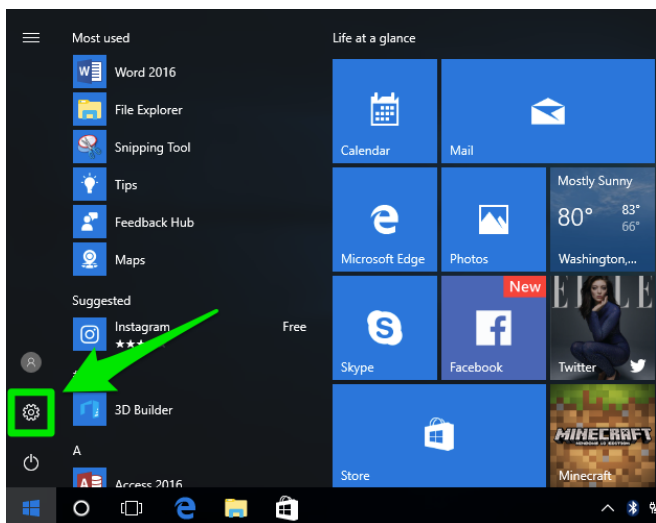 Most used
Life at a glance
Word 2016
File Explorer
Snipping Tool
Tips
Feedback Hub
Maps
Suggested
Instagram
Free
3D Builder
A
Access 2016
Calendar
Mail
Microsoft Edge
Photos
Mostly Sunny
80°
83°
66°
Washington,...
Skype
New
Facebook
ELLE
Twitter
Store
MINECRAFT
Minecraft